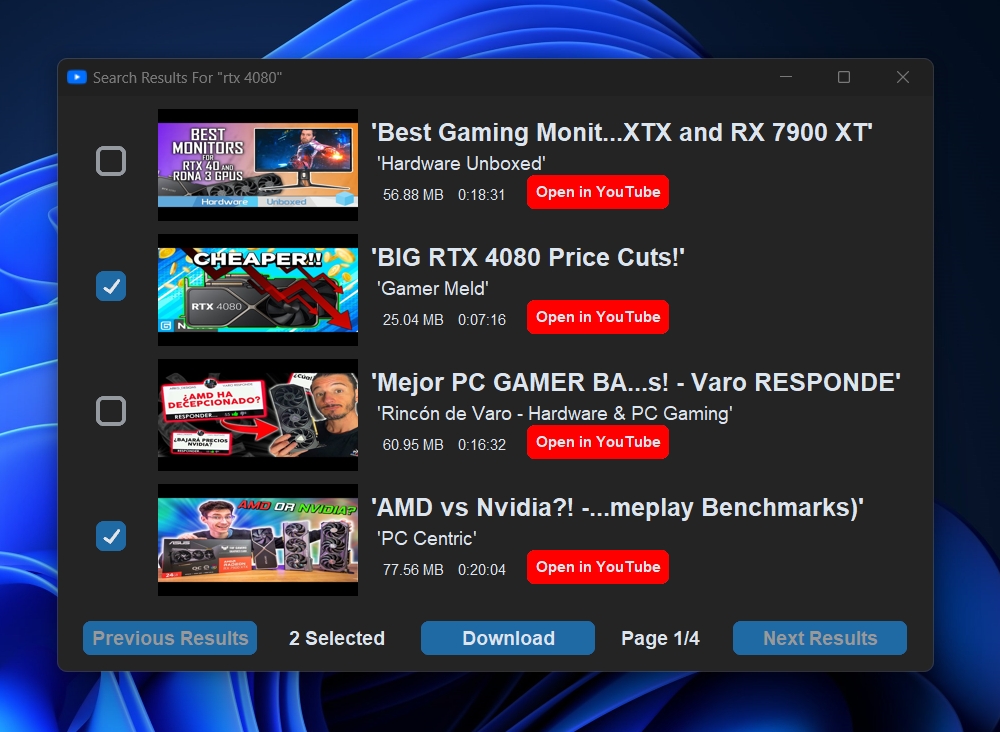 Search Results For "rtx 4080"
BEST
MONITORS
FOR
RTX 40 AND
RDNA 3 GPUS
Hardware Unboxed
'Best Gaming Monit...XTX and RX 7900 XT'
'Hardware Unboxed'
56.88 MB 0:18:31 Open in YouTube
CHEAPER!!
RTX 4080
'BIG RTX 4080 Price Cuts!'
'Gamer Meld'
25.04 MB 0:07:16 Open in YouTube
¿AMD HA
DECEPCIONADO?
RESPONDER...
¿BAJARÁ PRECIOS
NVIDIA?
'Mejor PC GAMER BA...s! - Varo RESPONDE'
'Rincón de Varo - Hardware & PC Gaming'
60.95 MB 0:16:32 Open in YouTube
AMD OR NVIDIA?
ASUS
'AMD vs Nvidia?! -...meplay Benchmarks)'
'PC Centric'
77.56 MB 0:20:04 Open in YouTube
Previous Results 2 Selected Download Page 1/4 Next Results